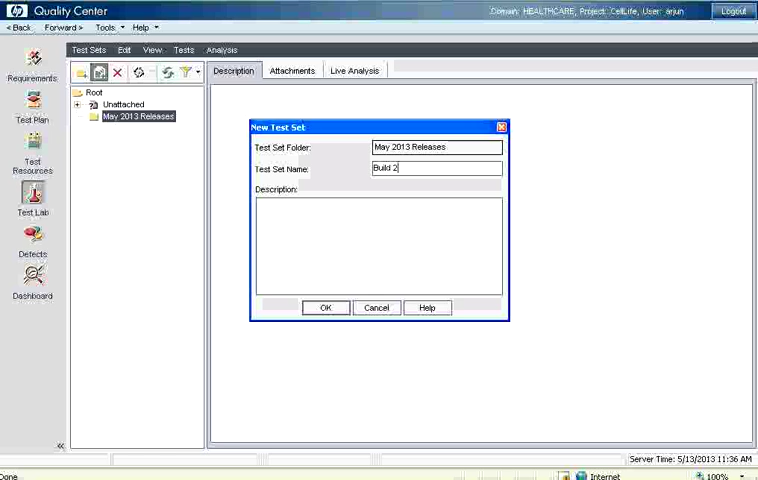 hp Quality Center
Domain: HEALTHCARE, Project: CellLife, User: arjun
Logout
< Back Forward > Tools Help
Test Sets Edit View Tests Analysis
Requirements
Test Plan
Test Resources
Test Lab
Defects
Dashboard
Root
Unattached
May 2013 Releases
Description Attachments Live Analysis
New Test Set
Test Set Folder: May 2013 Releases
Test Set Name: Build 2
Description:
OK Cancel Help
Server Time: 5/13/2013 11:36 AM
Done
Internet
100%